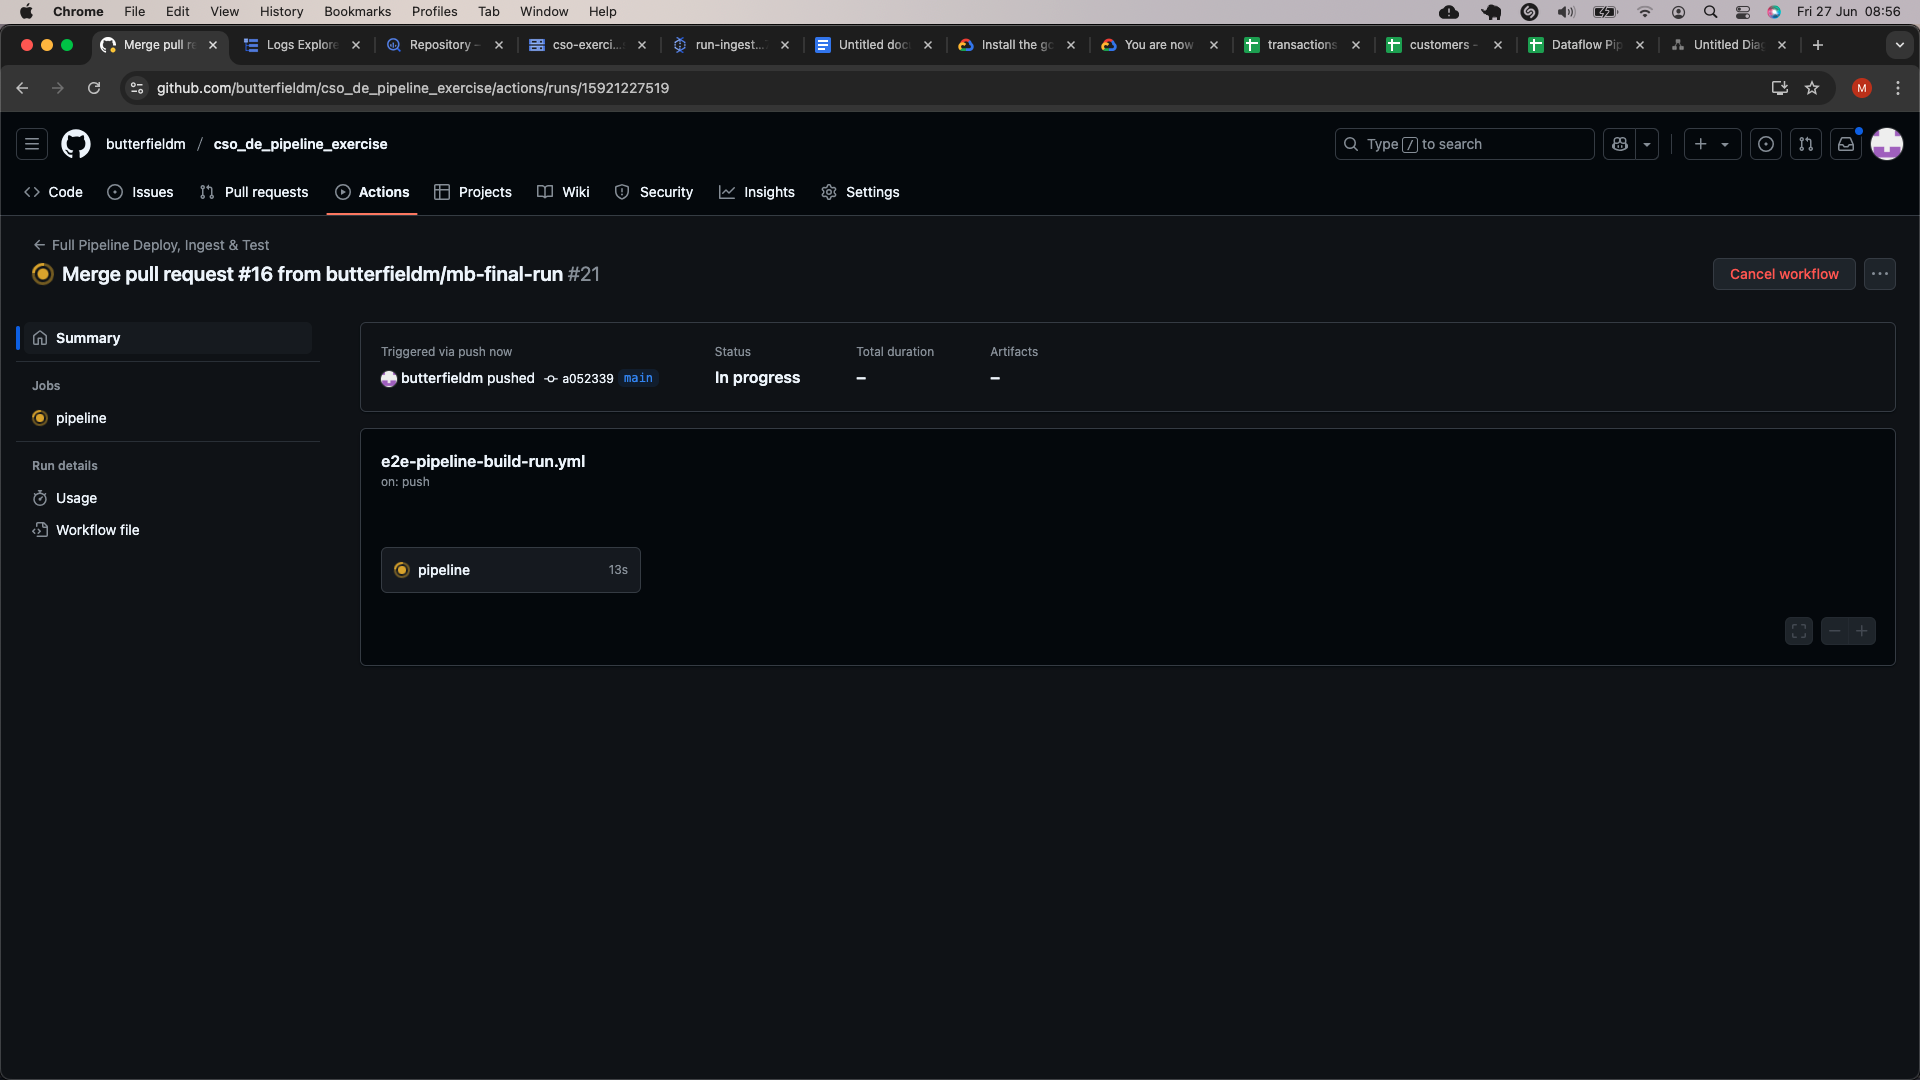 Chrome File Edit View History Bookmarks Profiles Tab Window Help Fri 27 Jun 08:56
Merge pull re Logs Explore Repository - cso-exerci... run-ingest... Untitled doc Install the gc You are now transactions customers - Dataflow Pip Untitled Dia
github.com/butterfieldm/cso_de_pipeline_exercise/actions/runs/15921227519 M
butterfieldm / cso_de_pipeline_exercise Type / to search
Code Issues Pull requests Actions Projects Wiki Security Insights Settings
Full Pipeline Deploy, Ingest & Test
Merge pull request #16 from butterfieldm/mb-final-run #21
Cancel workflow
Summary
Jobs
pipeline
Run details
Usage
Workflow file
Triggered via push now Status Total duration Artifacts
butterfieldm pushed a052339 main In progress – –
e2e-pipeline-build-run.yml
on: push
pipeline 13s